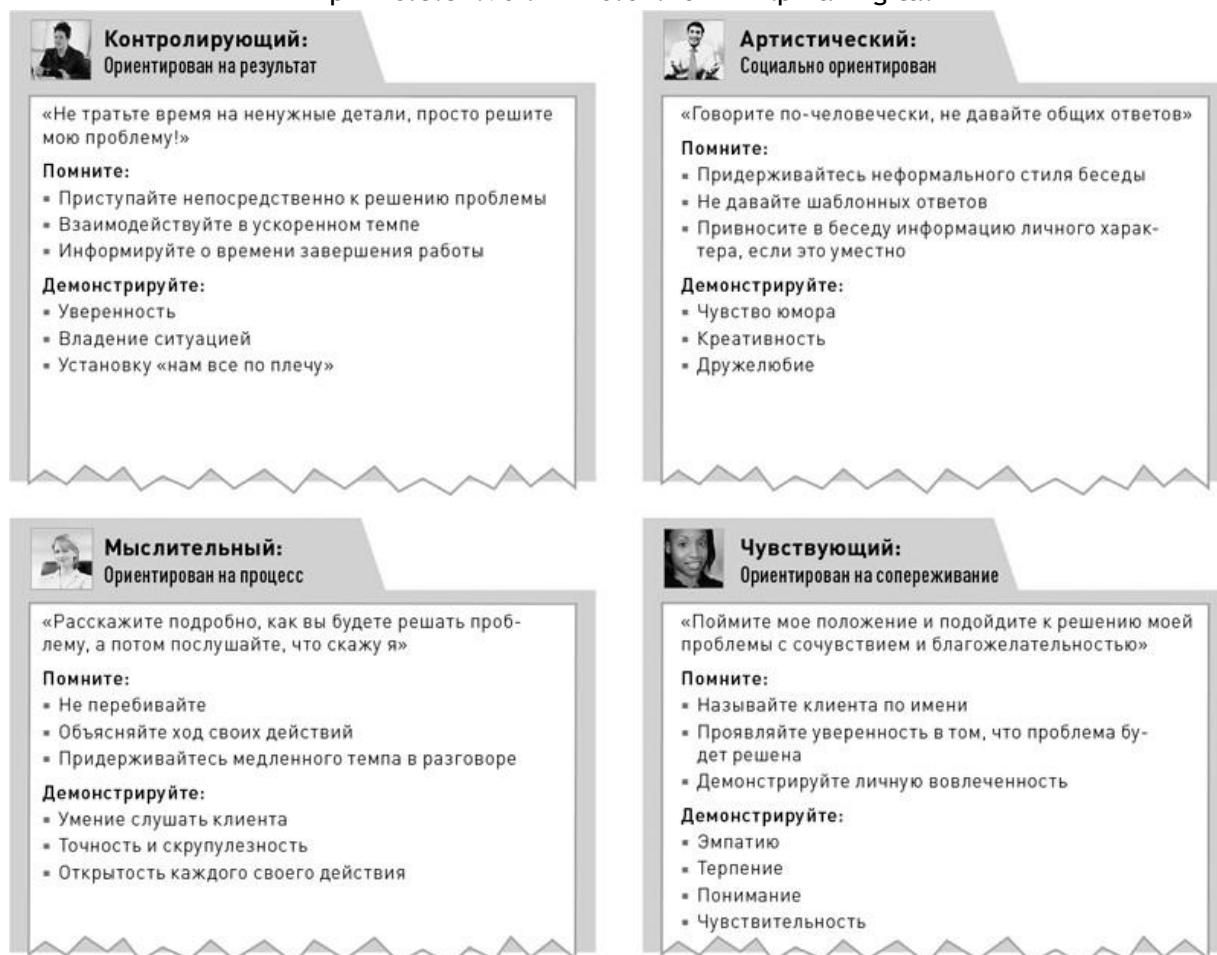 Контролирующий:
Ориентирован на результат
«Не тратьте время на ненужные детали, просто решите
мою проблему!»
Помните:
▪ Приступайте непосредственно к решению проблемы
▪ Взаимодействуйте в ускоренном темпе
▪ Информируйте о времени завершения работы
Демонстрируйте:
▪ Уверенность
▪ Владение ситуацией
▪ Установку «нам все по плечу»
Артистический:
Социально ориентирован
«Говорите по-человечески, не давайте общих ответов»
Помните:
▪ Придерживайтесь неформального стиля беседы
▪ Не давайте шаблонных ответов
▪ Привносите в беседу информацию личного харак-
тера, если это уместно
Демонстрируйте:
▪ Чувство юмора
▪ Креативность
▪ Дружелюбие
Мыслительный:
Ориентирован на процесс
«Расскажите подробно, как вы будете решать проб-
лему, а потом послушайте, что скажу я»
Помните:
▪ Не перебивайте
▪ Объясняйте ход своих действий
▪ Придерживайтесь медленного темпа в разговоре
Демонстрируйте:
▪ Умение слушать клиента
▪ Точность и скрупулезность
▪ Открытость каждого своего действия
Чувствующий:
Ориентирован на сопереживание
«Поймите мое положение и подойдите к решению моей
проблемы с сочувствием и благожелательностью»
Помните:
▪ Называйте клиента по имени
▪ Проявляйте уверенность в том, что проблема бу-
дет решена
▪ Демонстрируйте личную вовлеченность
Демонстрируйте:
▪ Эмпатию
▪ Терпение
▪ Понимание
▪ Чувствительность